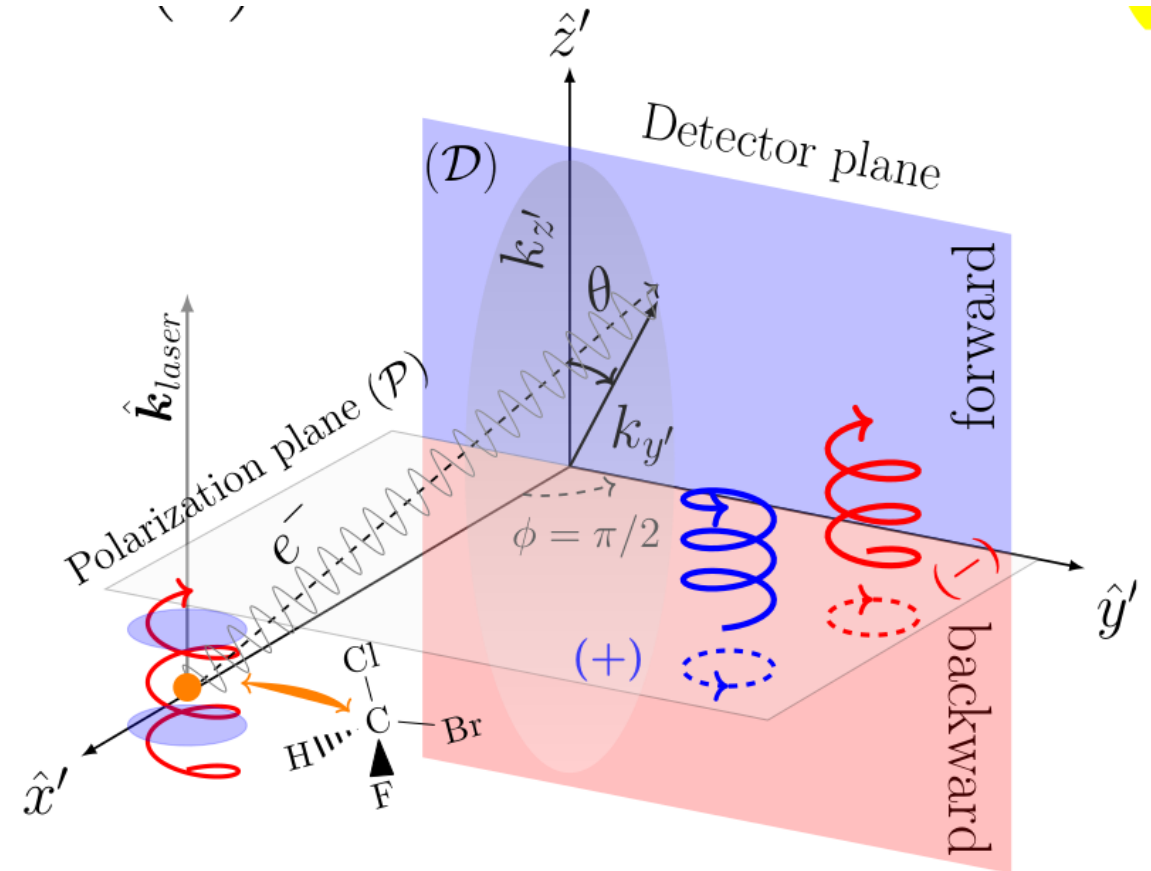 ẑ′
Detector plane
(𝒟)
k_z′
θ
forward
k̂_laser
Polarization plane (𝒫)
k_y′
e⁻
ϕ = π/2
(−)
ŷ′
(+)
backward
Cl
C
Br
H
F
x̂′